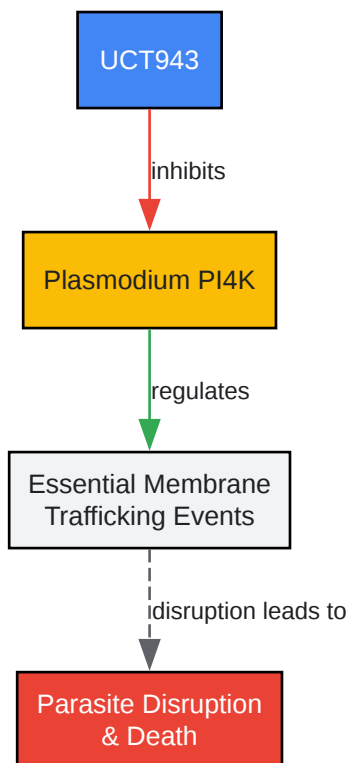 UCT943
inhibits
Plasmodium PI4K
regulates
Essential Membrane
Trafficking Events
disruption leads to
Parasite Disruption
& Death